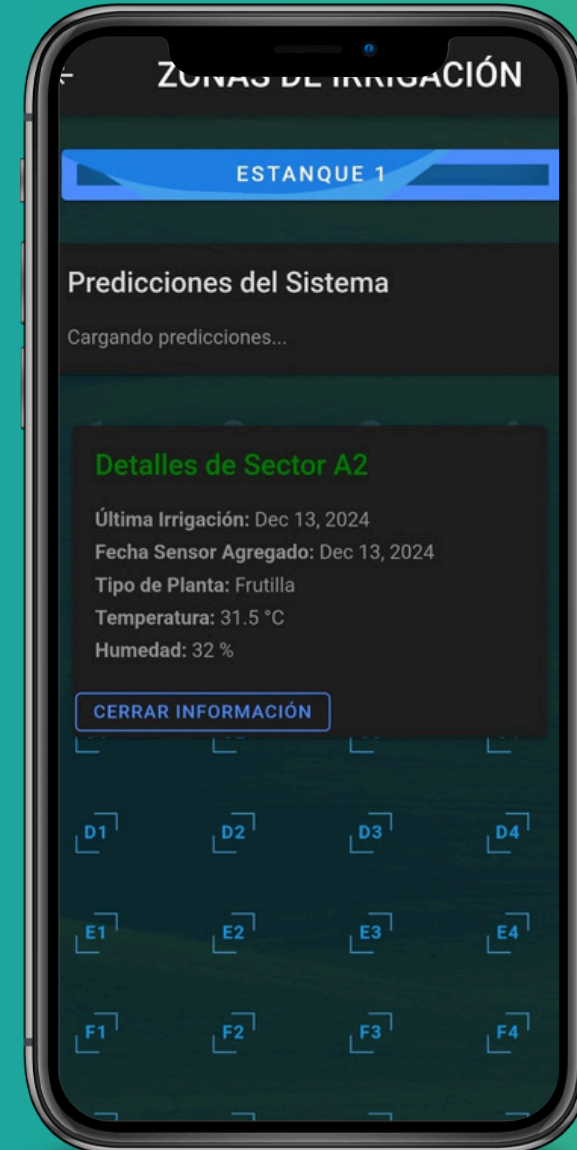 ZONAS DE IRRIGACIÓN
ESTANQUE 1
Predicciones del Sistema
Cargando predicciones...
Detalles de Sector A2
Última Irrigación: Dec 13, 2024
Fecha Sensor Agregado: Dec 13, 2024
Tipo de Planta: Frutilla
Temperatura: 31.5 °C
Humedad: 32 %
CERRAR INFORMACIÓN
D1 D2 D3 D4
E1 E2 E3 E4
F1 F2 F3 F4